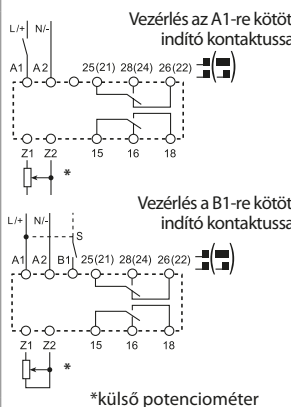 Vezérlés az A1-re kötöt
indító kontaktussa
L/+ N/-
A1 A2 25(21) 28(24) 26(22)
Z1 Z2 15 16 18
*
Vezérlés a B1-re kötöt
indító kontaktussa
L/+ N/-
S
A1 A2 B1 25(21) 28(24) 26(22)
Z1 Z2 15 16 18
*
*külső potenciométer